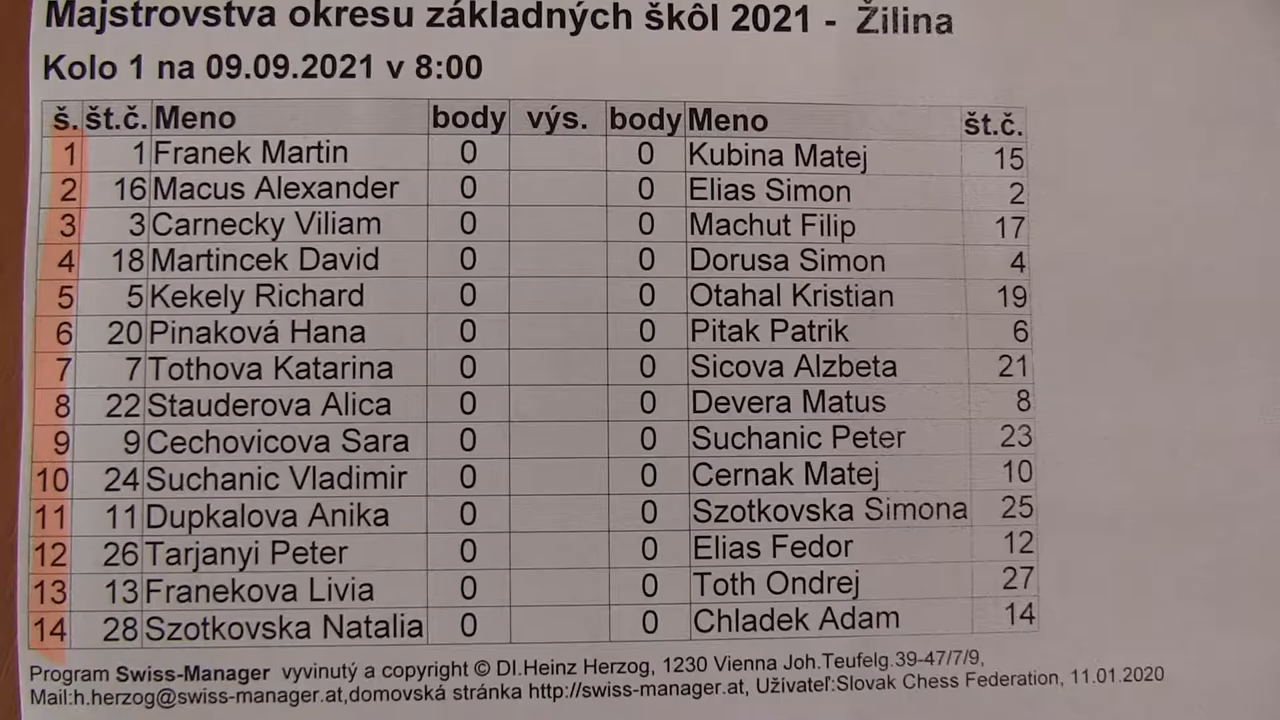 Majstrovstva okresu základných škôl 2021 - Žilina
Kolo 1 na 09.09.2021 v 8:00
š. št.č. Meno body výs. body Meno št.č.
1 1 Franek Martin 0 0 Kubina Matej 15
2 16 Macus Alexander 0 0 Elias Simon 2
3 3 Carnecky Viliam 0 0 Machut Filip 17
4 18 Martincek David 0 0 Dorusa Simon 4
5 5 Kekely Richard 0 0 Otahal Kristian 19
6 20 Pinaková Hana 0 0 Pitak Patrik 6
7 7 Tothova Katarina 0 0 Sicova Alzbeta 21
8 22 Stauderova Alica 0 0 Devera Matus 8
9 9 Cechovicova Sara 0 0 Suchanic Peter 23
10 24 Suchanic Vladimir 0 0 Cernak Matej 10
11 11 Dupkalova Anika 0 0 Szotkovska Simona 25
12 26 Tarjanyi Peter 0 0 Elias Fedor 12
13 13 Franekova Livia 0 0 Toth Ondrej 27
14 28 Szotkovska Natalia 0 0 Chladek Adam 14
Program Swiss-Manager vyvinutý a copyright © DI.Heinz Herzog, 1230 Vienna Joh.Teufelg.39-47/7/9,
Mail:h.herzog@swiss-manager.at,domovská stránka http://swiss-manager.at, Užívateľ:Slovak Chess Federation, 11.01.2020